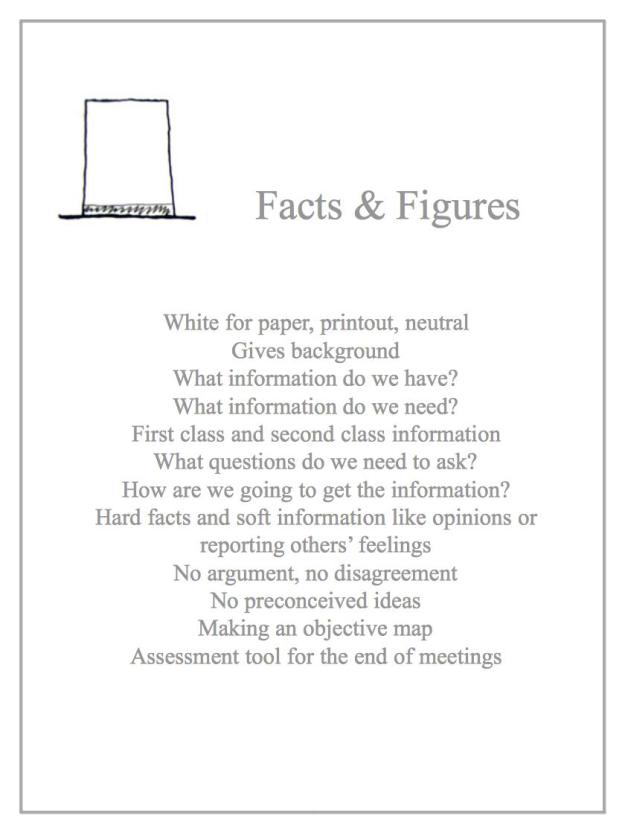 Facts & Figures
White for paper, printout, neutral
Gives background
What information do we have?
What information do we need?
First class and second class information
What questions do we need to ask?
How are we going to get the information?
Hard facts and soft information like opinions or
reporting others’ feelings
No argument, no disagreement
No preconceived ideas
Making an objective map
Assessment tool for the end of meetings